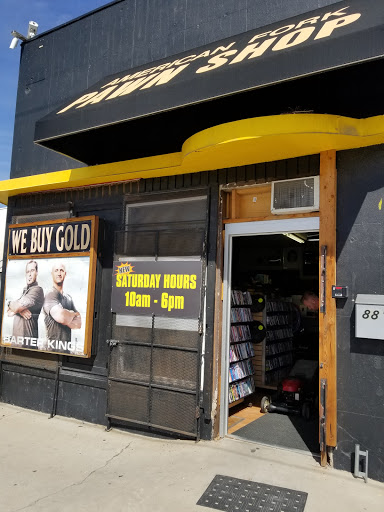 AMERICAN FORK
PAWN SHOP
WE BUY GOLD
BARTER KINGS
NEW
SATURDAY HOURS
10am - 6pm
88